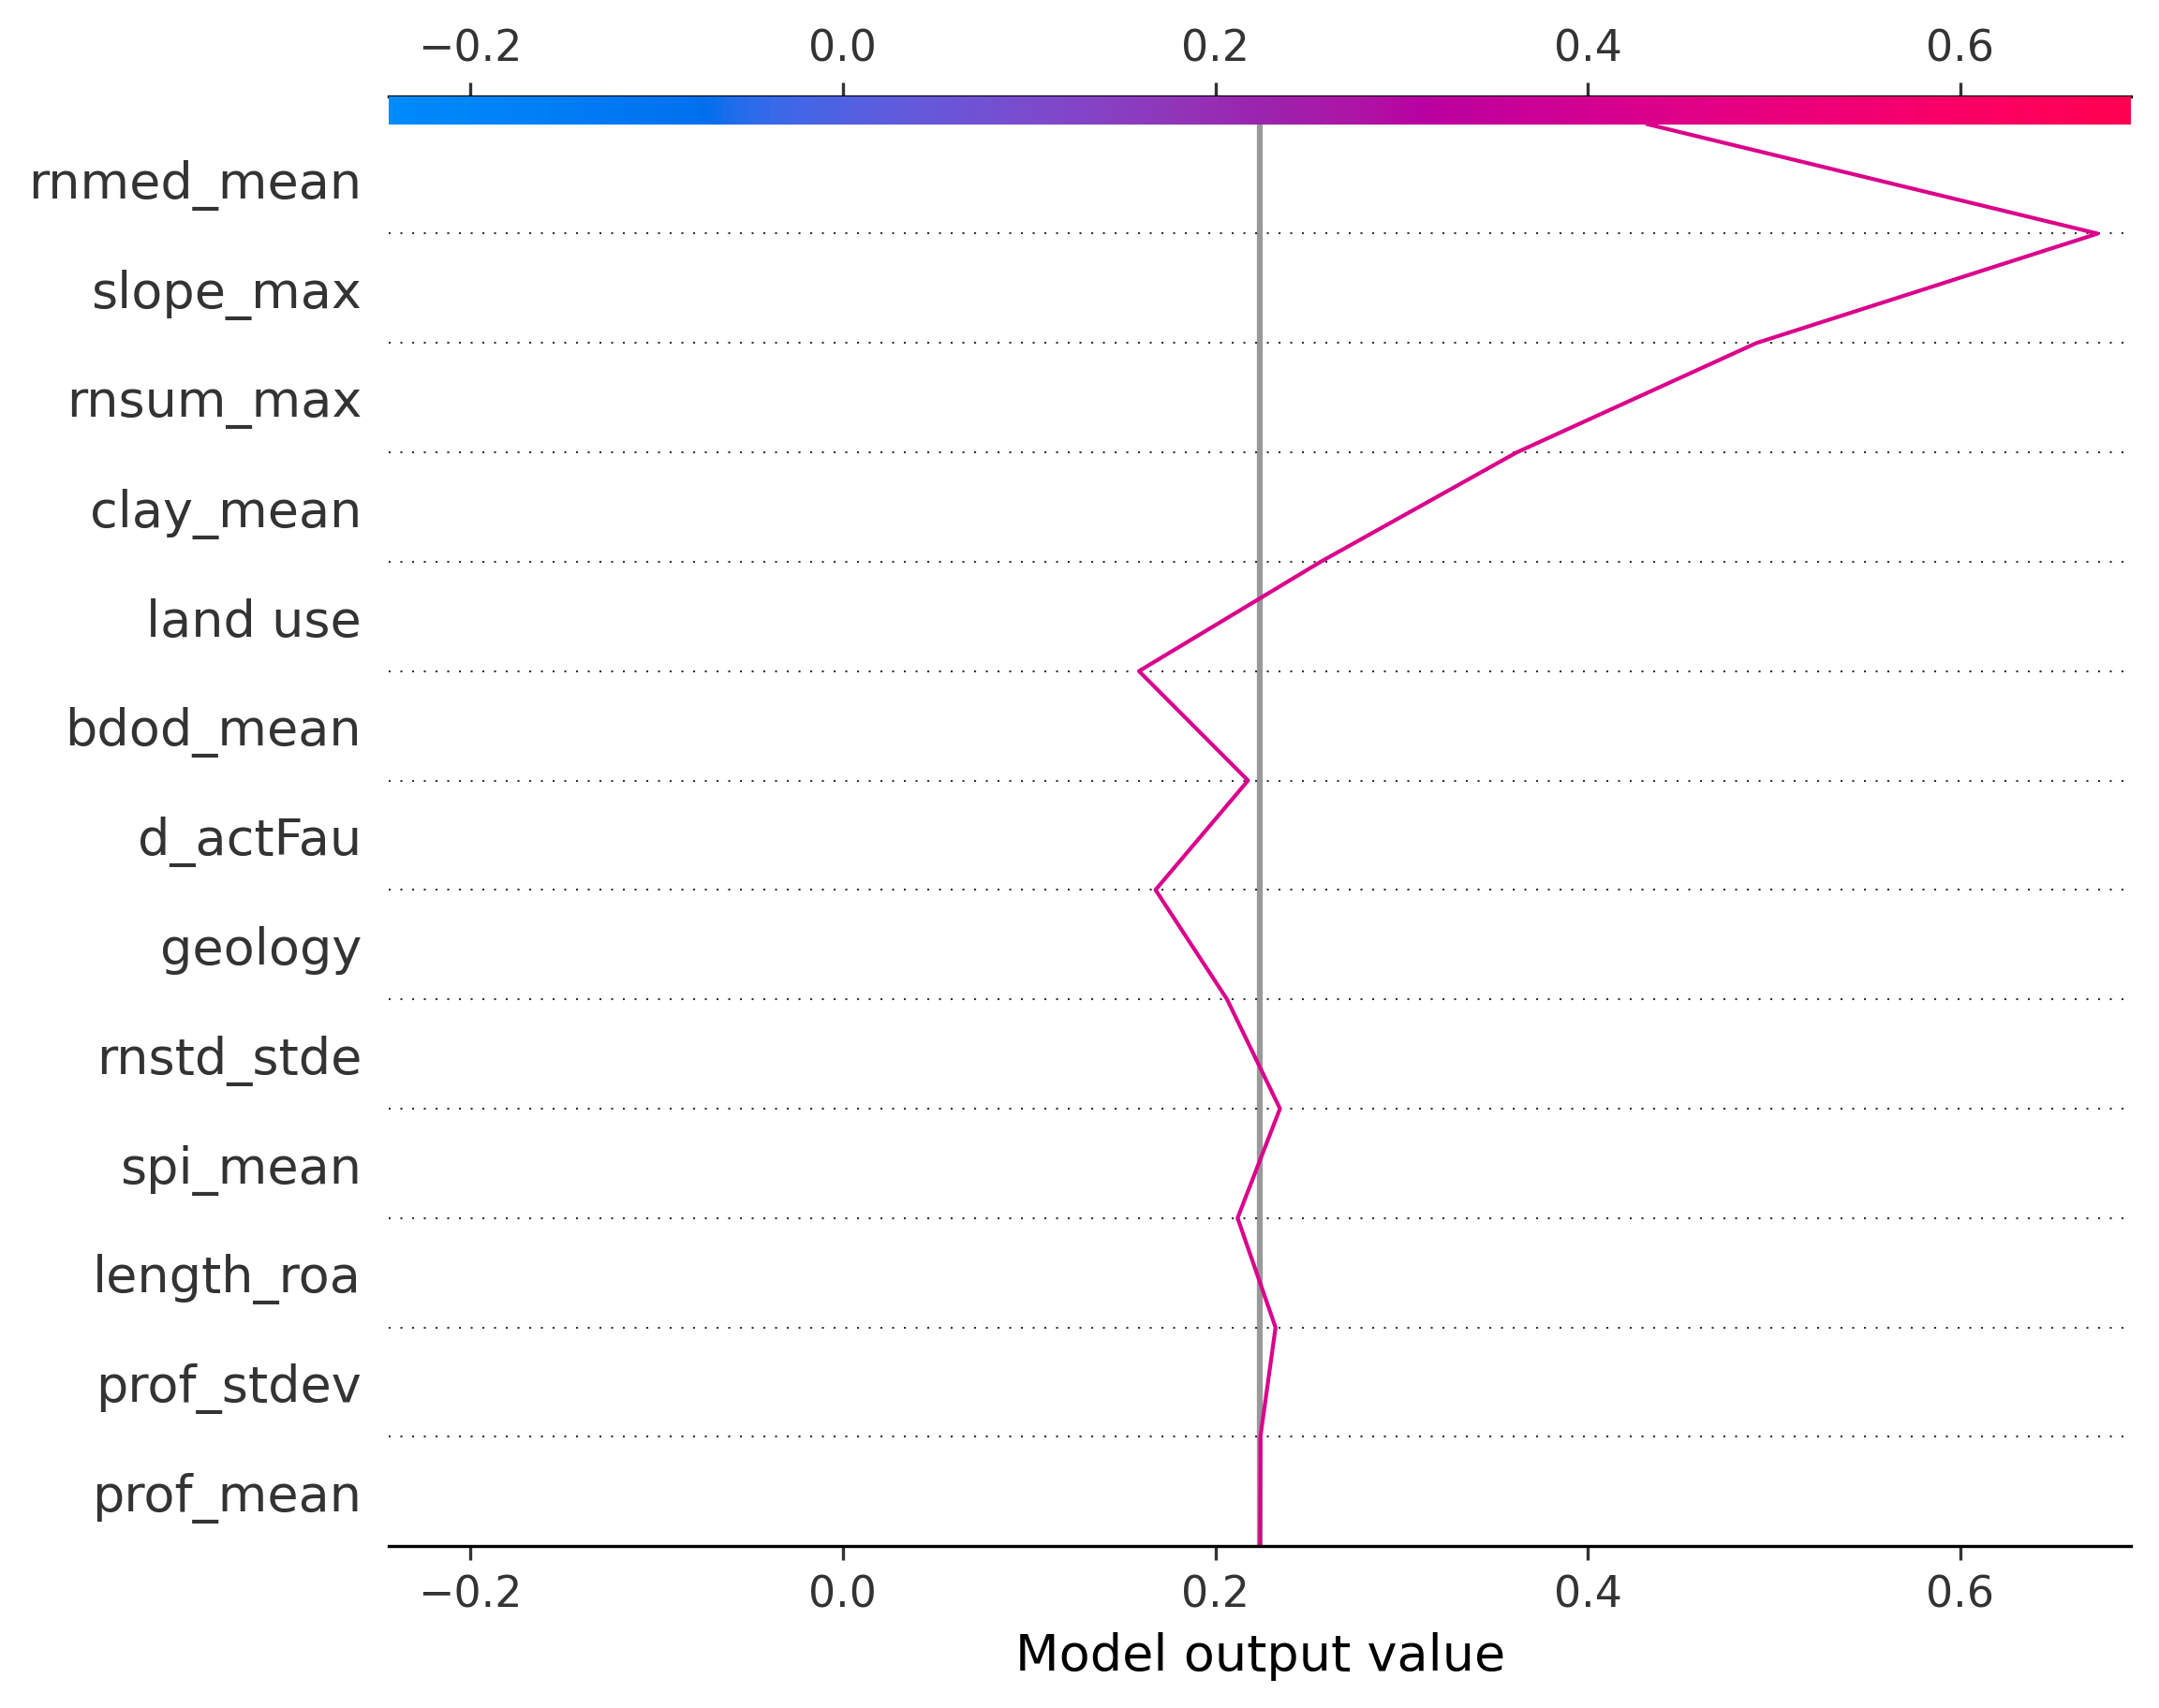 −0.2 0.0 0.2 0.4 0.6
rnmed_mean
slope_max
rnsum_max
clay_mean
land use
bdod_mean
d_actFau
geology
rnstd_stde
spi_mean
length_roa
prof_stdev
prof_mean
−0.2 0.0 0.2 0.4 0.6
Model output value